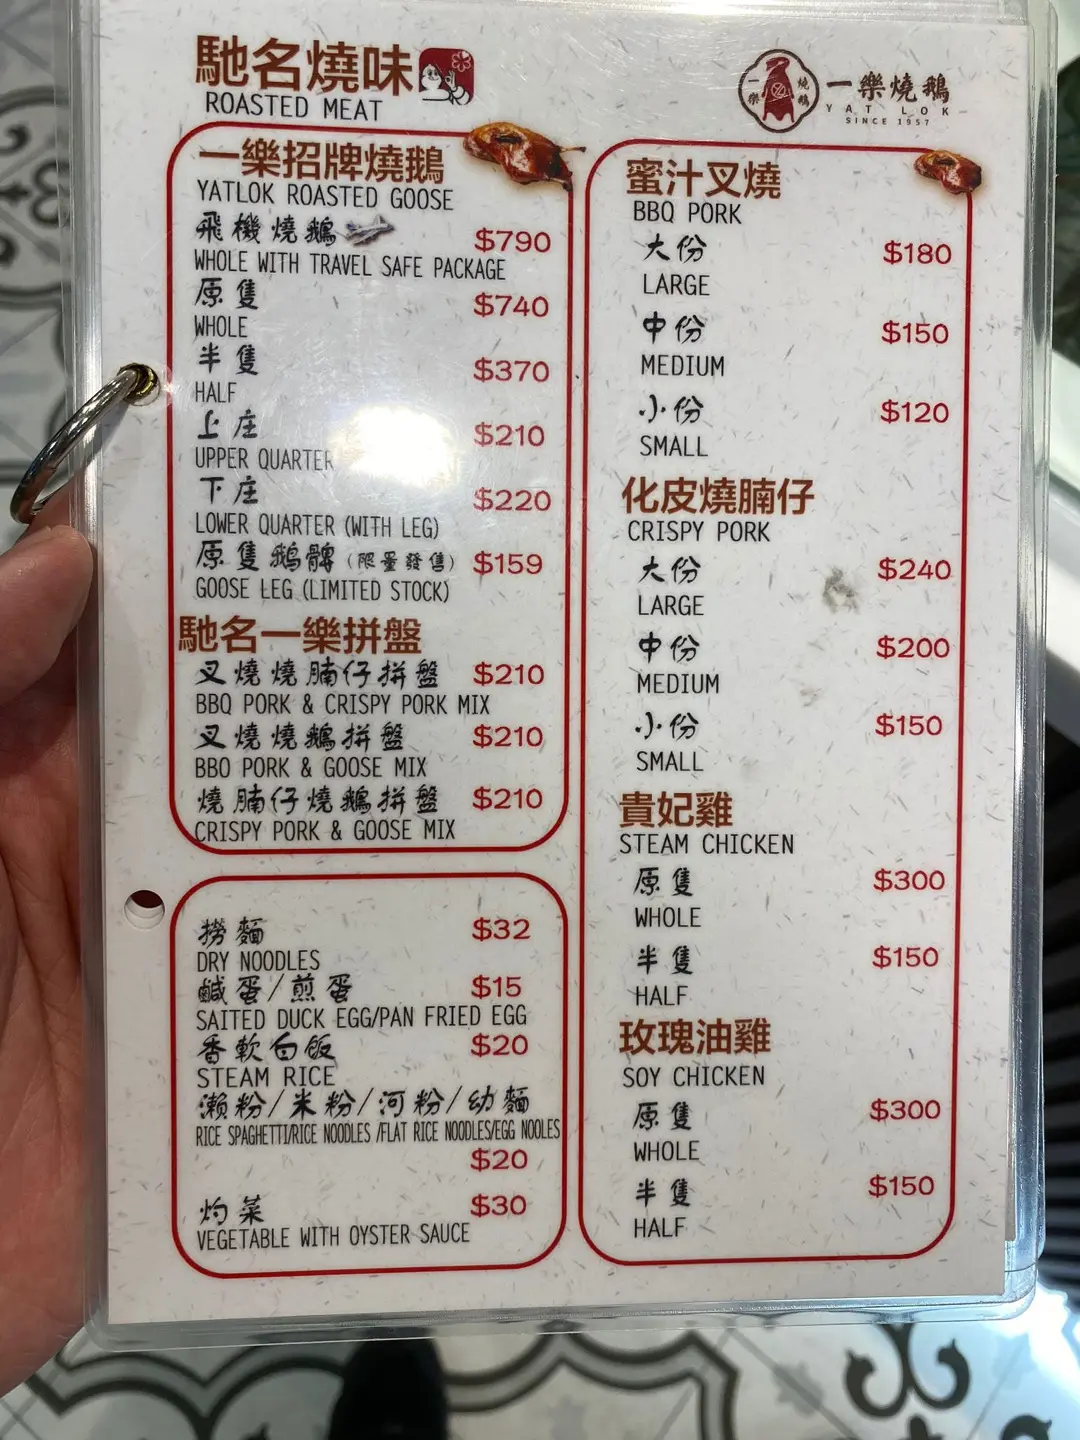 馳名燒味
ROASTED MEAT
一樂燒鵝
一樂燒鵝
YAT LOK
SINCE 1957
一樂招牌燒鵝
YATLOK ROASTED GOOSE
飛機燒鵝 $790
WHOLE WITH TRAVEL SAFE PACKAGE
原隻 $740
WHOLE
半隻 $370
HALF
上庄 $210
UPPER QUARTER
下庄 $220
LOWER QUARTER (WITH LEG)
原隻鵝髀 (限量發售) $159
GOOSE LEG (LIMITED STOCK)
馳名一樂拼盤
叉燒燒腩仔拼盤 $210
BBQ PORK & CRISPY PORK MIX
叉燒燒鵝拼盤 $210
BBO PORK & GOOSE MIX
燒腩仔燒鵝拼盤 $210
CRISPY PORK & GOOSE MIX
撈麵 $32
DRY NOODLES
鹹蛋/煎蛋 $15
SAITED DUCK EGG/PAN FRIED EGG
香軟白飯 $20
STEAM RICE
瀨粉/米粉/河粉/幼麵
RICE SPAGHETTI/RICE NOODLES /FLAT RICE NOODLES/EGG NOOLES
$20
灼菜 $30
VEGETABLE WITH OYSTER SAUCE
蜜汁叉燒
BBQ PORK
大份 $180
LARGE
中份 $150
MEDIUM
小份 $120
SMALL
化皮燒腩仔
CRISPY PORK
大份 $240
LARGE
中份 $200
MEDIUM
小份 $150
SMALL
貴妃雞
STEAM CHICKEN
原隻 $300
WHOLE
半隻 $150
HALF
玫瑰油雞
SOY CHICKEN
原隻 $300
WHOLE
半隻 $150
HALF